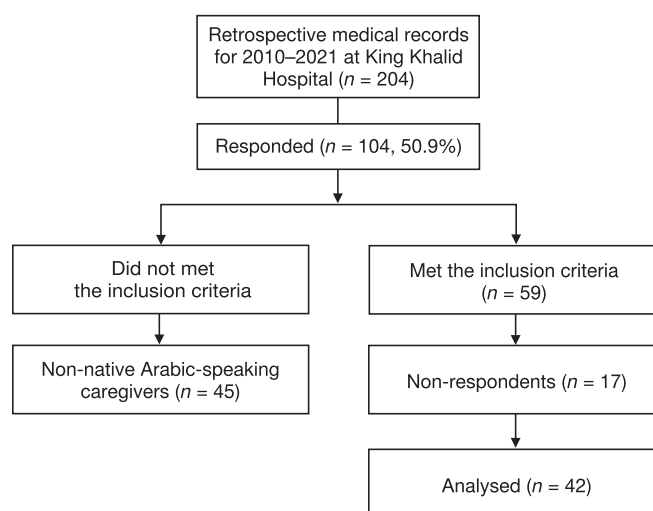 Retrospective medical records
for 2010–2021 at King Khalid
Hospital (n = 204)
Responded (n = 104, 50.9%)
Did not met
the inclusion criteria
Met the inclusion criteria
(n = 59)
Non-native Arabic-speaking
caregivers (n = 45)
Non-respondents (n = 17)
Analysed (n = 42)